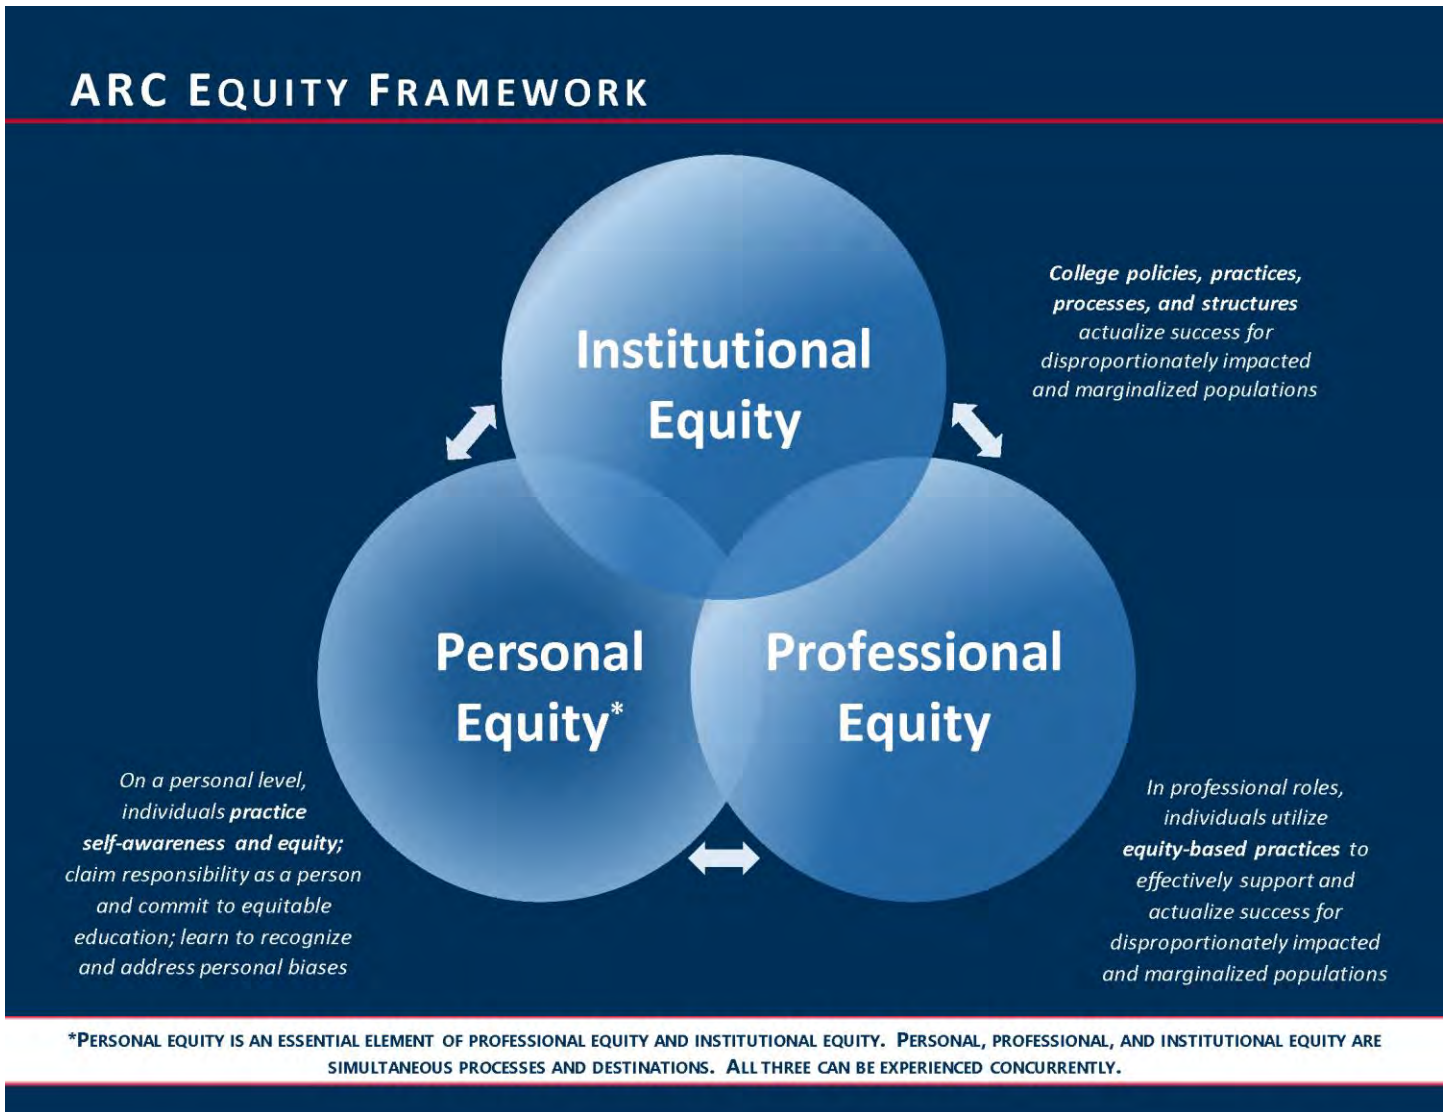 ARC EQUITY FRAMEWORK
Institutional
Equity
College policies, practices,
processes, and structures
actualize success for
disproportionately impacted
and marginalized populations
Personal
Equity*
Professional
Equity
On a personal level,
individuals practice
self-awareness and equity;
claim responsibility as a person
and commit to equitable
education; learn to recognize
and address personal biases
In professional roles,
individuals utilize
equity-based practices to
effectively support and
actualize success for
disproportionately impacted
and marginalized populations
*PERSONAL EQUITY IS AN ESSENTIAL ELEMENT OF PROFESSIONAL EQUITY AND INSTITUTIONAL EQUITY. PERSONAL, PROFESSIONAL, AND INSTITUTIONAL EQUITY ARE
SIMULTANEOUS PROCESSES AND DESTINATIONS. ALL THREE CAN BE EXPERIENCED CONCURRENTLY.